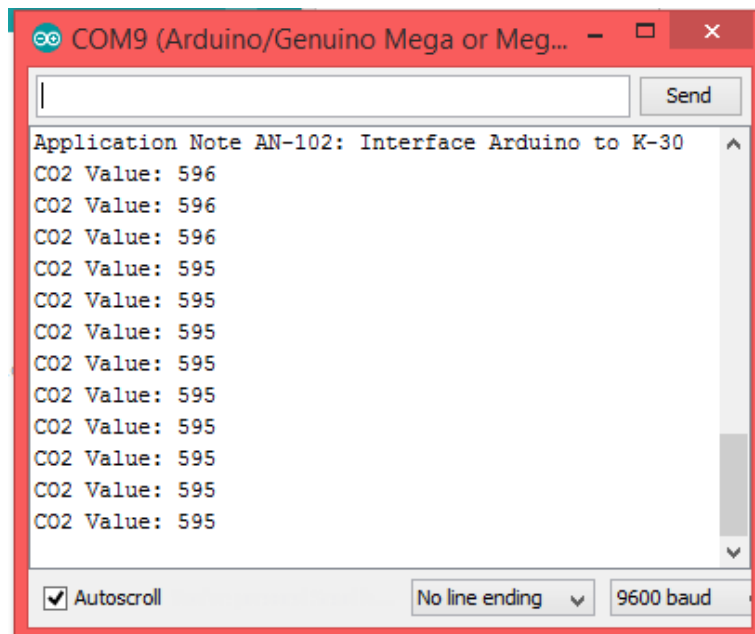 COM9 (Arduino/Genuino Mega or Meg...
Send
Application Note AN-102: Interface Arduino to K-30
CO2 Value: 596
CO2 Value: 596
CO2 Value: 596
CO2 Value: 595
CO2 Value: 595
CO2 Value: 595
CO2 Value: 595
CO2 Value: 595
CO2 Value: 595
CO2 Value: 595
CO2 Value: 595
CO2 Value: 595
Autoscroll No line ending 9600 baud